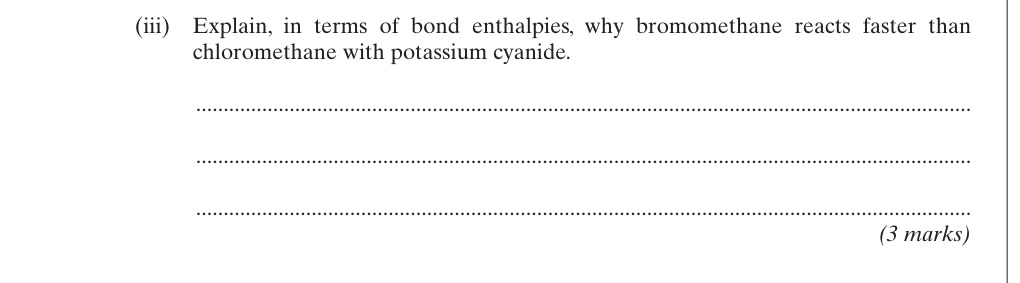 (iii) Explain, in terms of bond enthalpies, why bromomethane reacts faster than
chloromethane with potassium cyanide.
................................................................................
................................................................................
................................................................................
(3 marks)